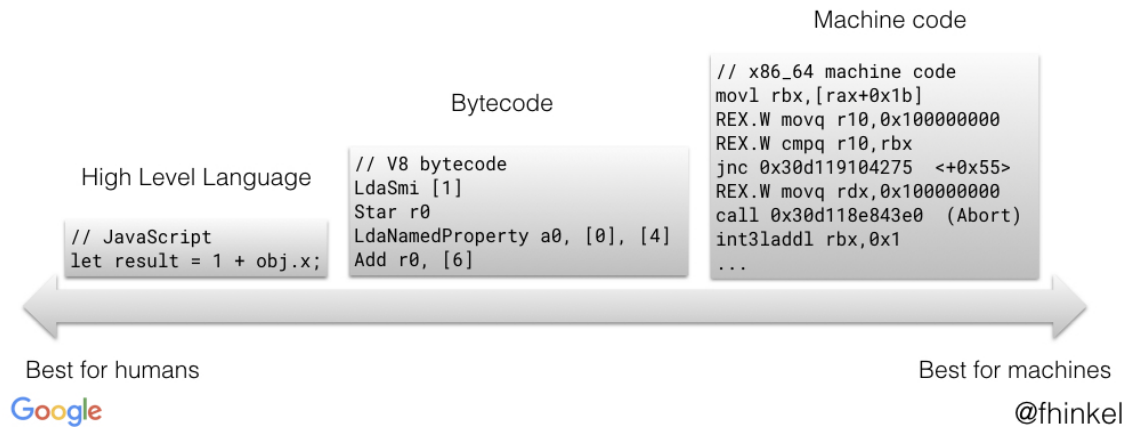 Machine code
// x86_64 machine code
movl rbx,[rax+0x1b]
REX.W movq r10,0x100000000
REX.W cmpq r10,rbx
jnc 0x30d119104275  <+0x55>
REX.W movq rdx,0x100000000
call 0x30d118e843e0  (Abort)
int3laddl rbx,0x1
...
Bytecode
// V8 bytecode
LdaSmi [1]
Star r0
LdaNamedProperty a0, [0], [4]
Add r0, [6]
High Level Language
// JavaScript
let result = 1 + obj.x;
Best for humans
Best for machines
Google
@fhinkel